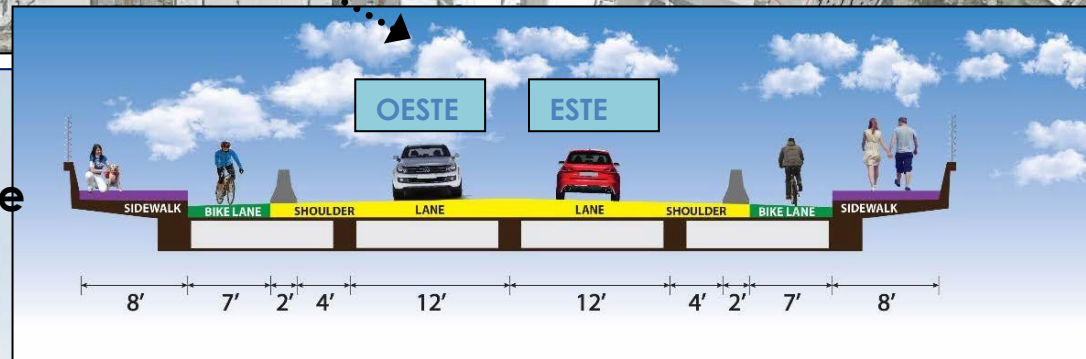 OESTE ESTE
e
SIDEWALK BIKE LANE SHOULDER LANE LANE SHOULDER BIKE LANE SIDEWALK
8' 7' 2' 4' 12' 12' 4' 2' 7' 8'